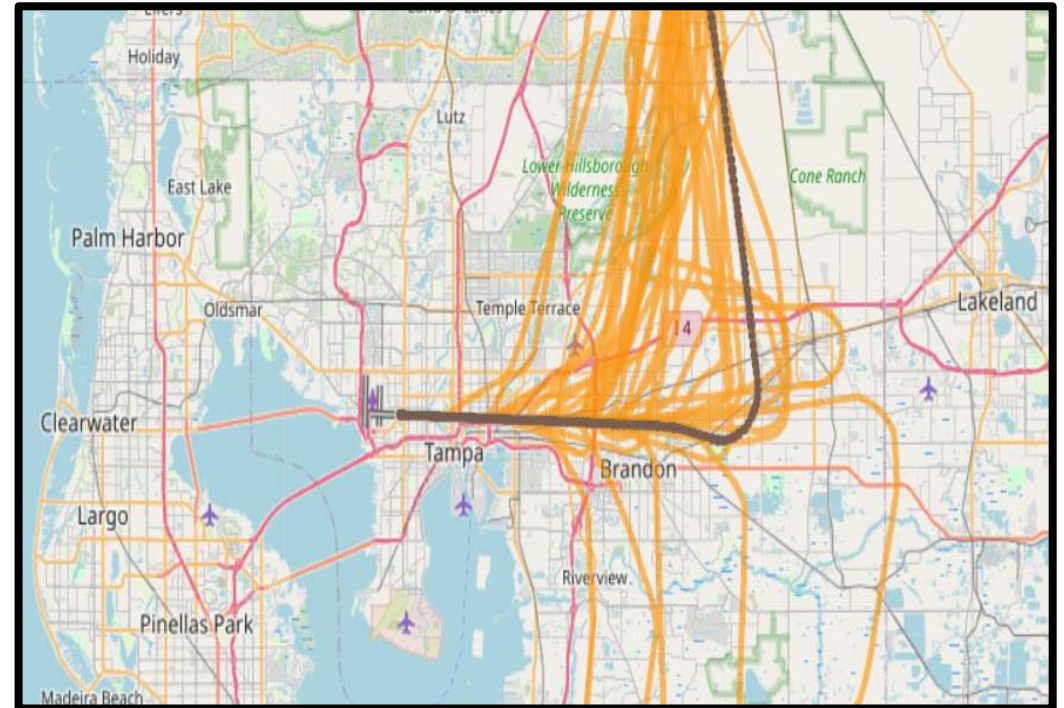 Holiday
Lutz
Lower Hillsborough
Wilderness
Preserve
Cone Ranch
East Lake
Palm Harbor
Oldsmar
Temple Terrace
I 4
Lakeland
Clearwater
Tampa
Brandon
Largo
Riverview
Pinellas Park
Madeira Beach